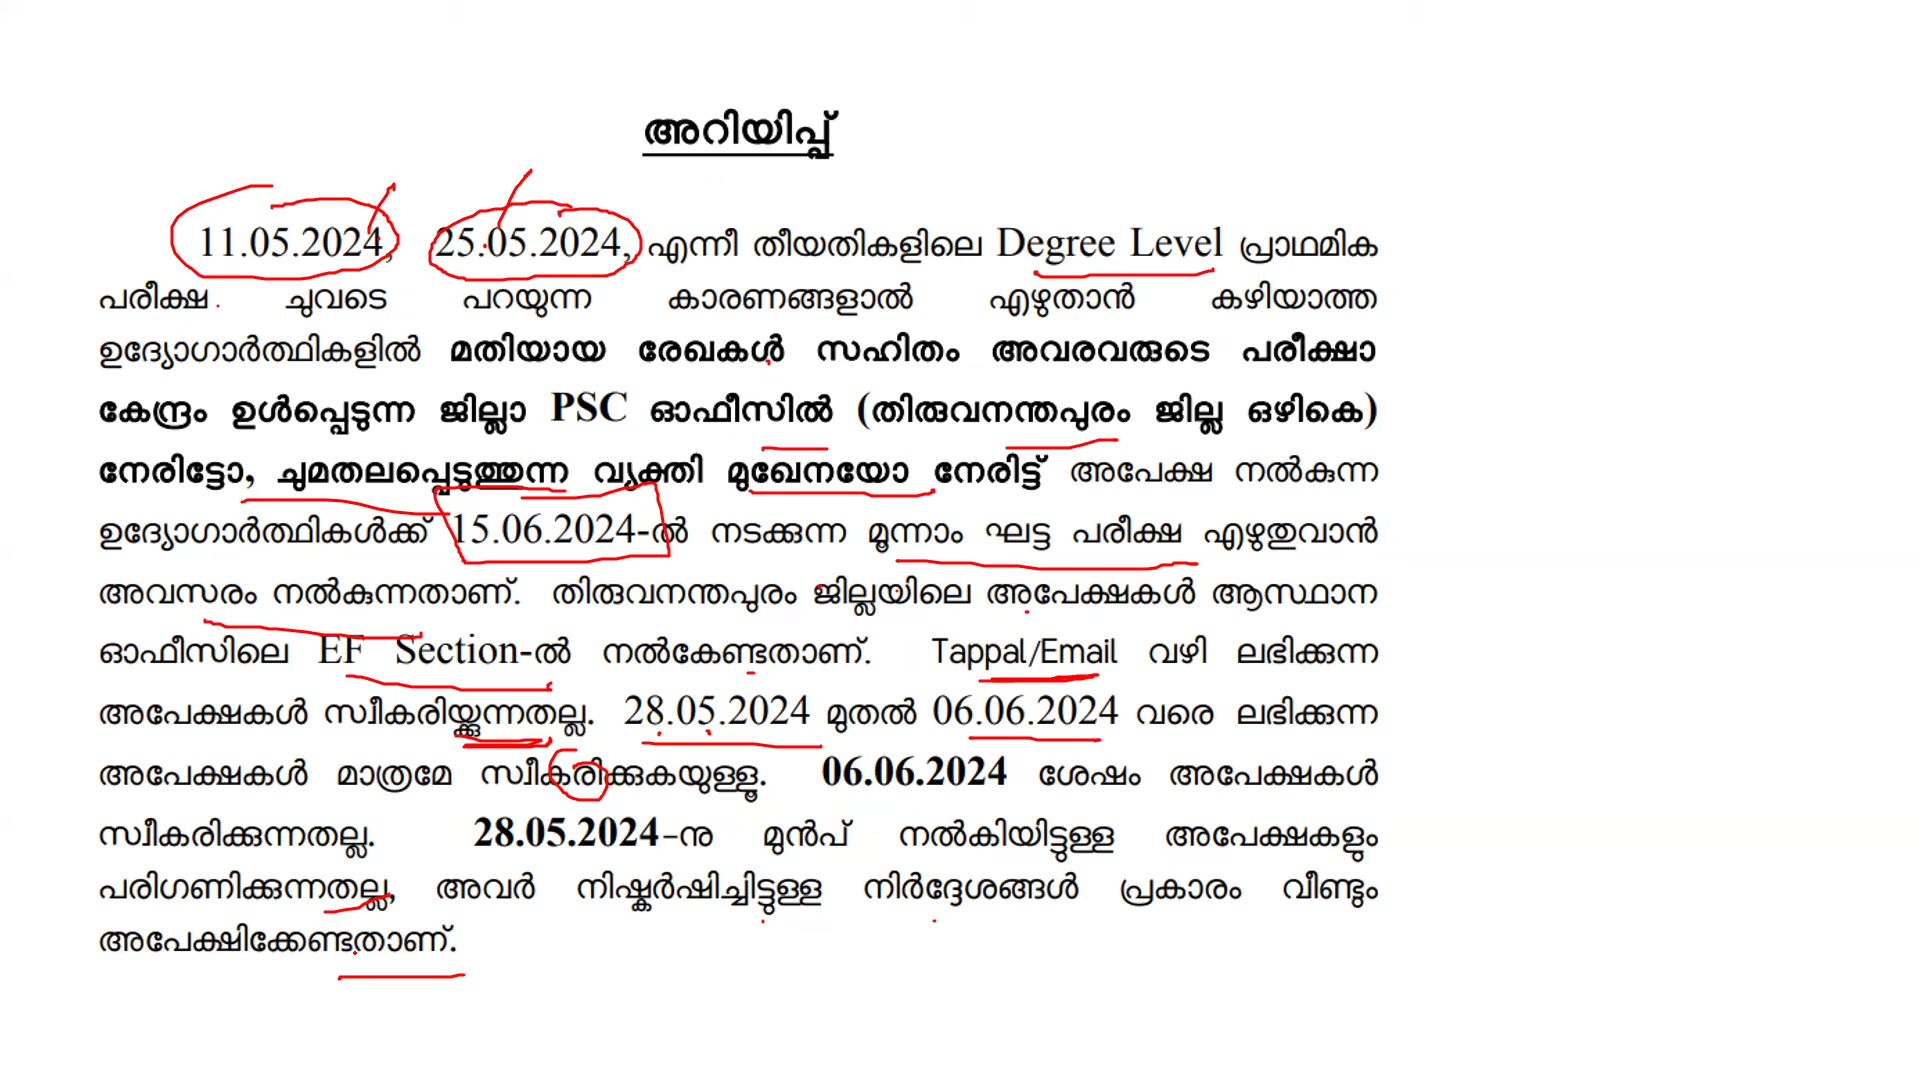 അറിയിപ്പ്
11.05.2024, 25.05.2024, എന്നീ തീയതികളിലെ Degree Level പ്രാഥമിക
പരീക്ഷ ചുവടെ പറയുന്ന കാരണങ്ങളാൽ എഴുതാൻ കഴിയാത്ത
ഉദ്യോഗാർത്ഥികളിൽ മതിയായ രേഖകൾ സഹിതം അവരവരുടെ പരീക്ഷാ
കേന്ദ്രം ഉൾപ്പെടുന്ന ജില്ലാ PSC ഓഫീസിൽ (തിരുവനന്തപുരം ജില്ല ഒഴികെ)
നേരിട്ടോ, ചുമതലപ്പെടുത്തുന്ന വ്യക്തി മുഖേനയോ നേരിട്ട് അപേക്ഷ നൽകുന്ന
ഉദ്യോഗാർത്ഥികൾക്ക് 15.06.2024-ൽ നടക്കുന്ന മൂന്നാം ഘട്ട പരീക്ഷ എഴുതുവാൻ
അവസരം നൽകുന്നതാണ്. തിരുവനന്തപുരം ജില്ലയിലെ അപേക്ഷകൾ ആസ്ഥാന
ഓഫീസിലെ EF Section-ൽ നൽകേണ്ടതാണ്. Tappal/Email വഴി ലഭിക്കുന്ന
അപേക്ഷകൾ സ്വീകരിയ്ക്കുന്നതല്ല. 28.05.2024 മുതൽ 06.06.2024 വരെ ലഭിക്കുന്ന
അപേക്ഷകൾ മാത്രമേ സ്വീകരിക്കുകയുള്ളൂ. 06.06.2024 ശേഷം അപേക്ഷകൾ
സ്വീകരിക്കുന്നതല്ല. 28.05.2024-നു മുൻപ് നൽകിയിട്ടുള്ള അപേക്ഷകളും
പരിഗണിക്കുന്നതല്ല, അവർ നിഷ്കർഷിച്ചിട്ടുള്ള നിർദ്ദേശങ്ങൾ പ്രകാരം വീണ്ടും
അപേക്ഷിക്കേണ്ടതാണ്.